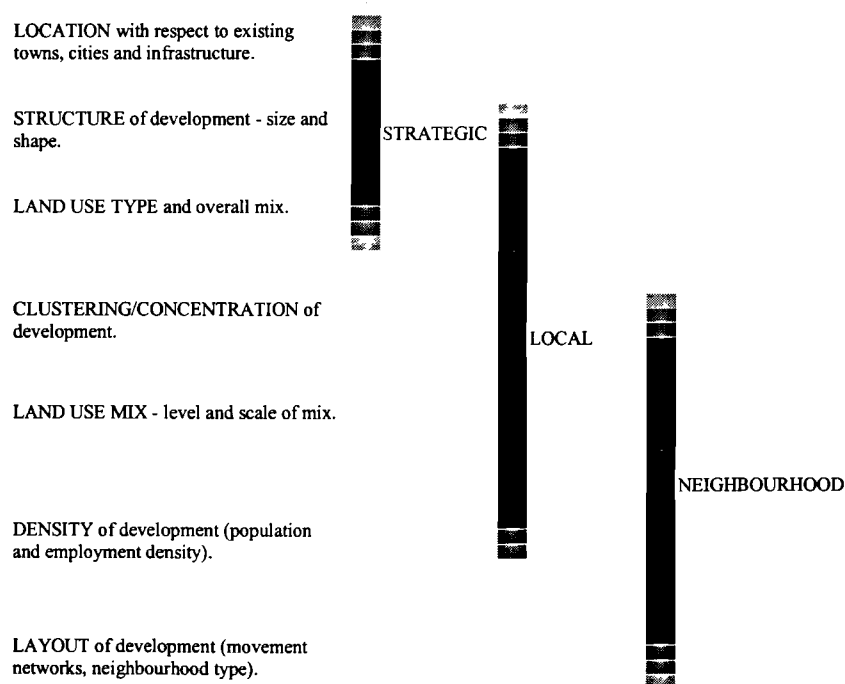 LOCATION with respect to existing
towns, cities and infrastructure.
STRUCTURE of development - size and
shape.
STRATEGIC
LAND USE TYPE and overall mix.
CLUSTERING/CONCENTRATION of
development.
LOCAL
LAND USE MIX - level and scale of mix.
NEIGHBOURHOOD
DENSITY of development (population
and employment density).
LAYOUT of development (movement
networks, neighbourhood type).